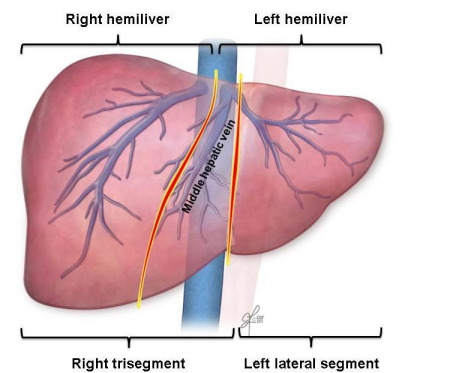 Right hemiliver
Left hemiliver
Middle hepatic vein
Right trisegment
Left lateral segment